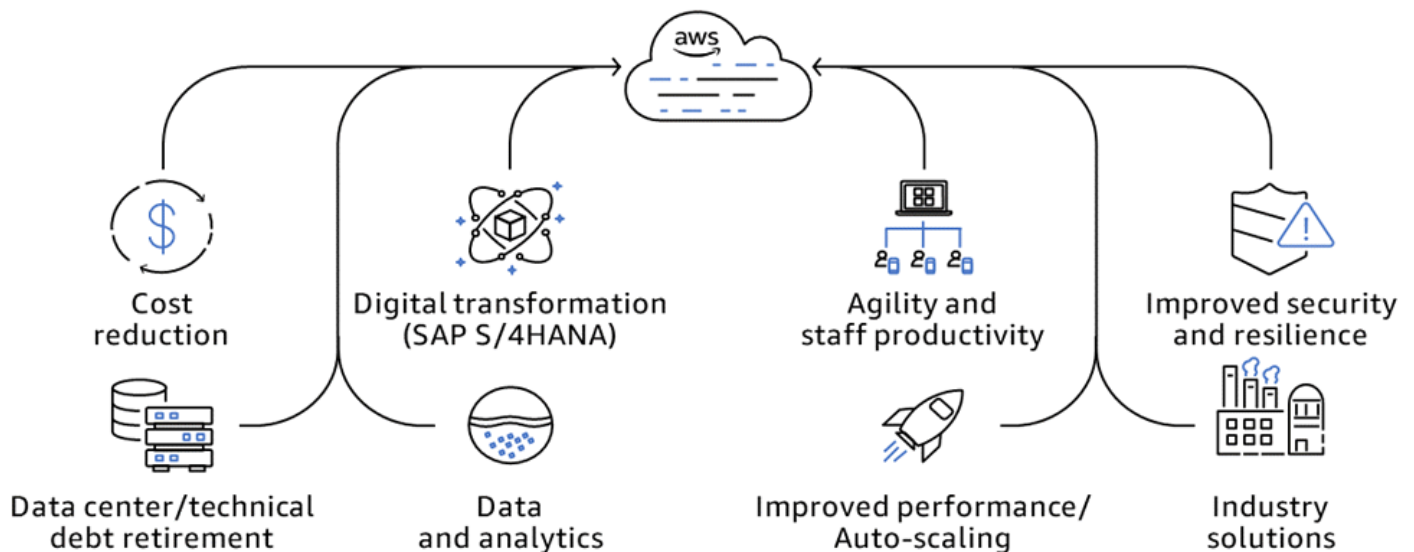 aws
Cost
reduction
Digital transformation
(SAP S/4HANA)
Agility and
staff productivity
Improved security
and resilience
Data center/technical
debt retirement
Data
and analytics
Improved performance/
Auto-scaling
Industry
solutions